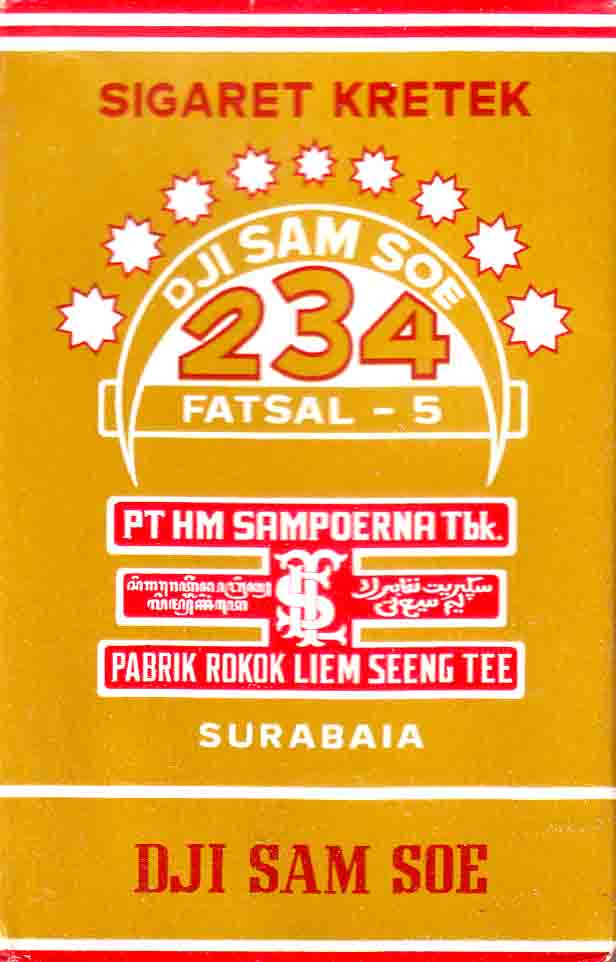 SIGARET KRETEK
DJI SAM SOE
234
FATSAL - 5
PT HM SAMPOERNA Tbk.
PABRIK ROKOK LIEM SEENG TEE
SURABAIA
DJI SAM SOE